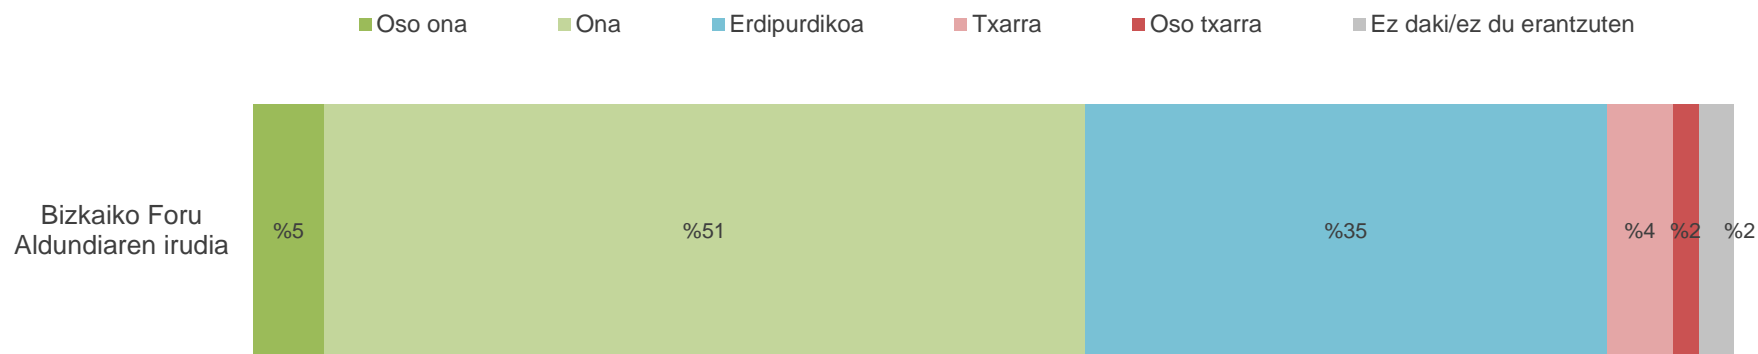 Oso ona Ona Erdipurdikoa Txarra Oso txarra Ez daki/ez du erantzuten
Bizkaiko Foru
Aldundiaren irudia
%5 %51 %35 %4 %2 %2